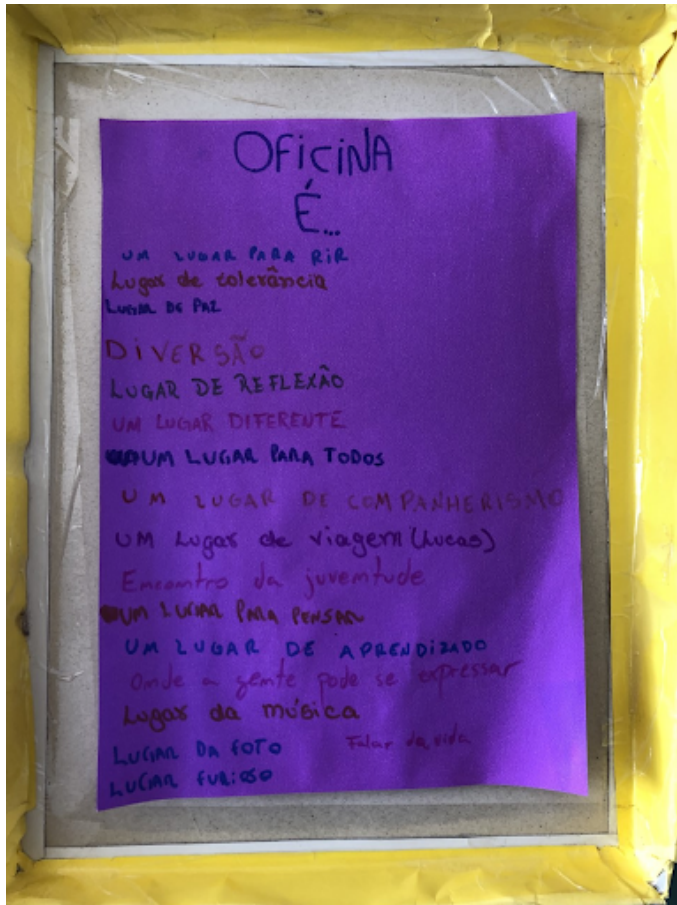 OFICINA
É...
UM LUGAR PARA RIR
Lugar de tolerância
LUGAR DE PAZ
DIVERSÃO
LUGAR DE REFLEXÃO
UM LUGAR DIFERENTE
UM LUGAR PARA TODOS
UM LUGAR DE COMPANHERISMO
UM Lugar de viagem (Lucas)
Encontro da juventude
UM LUGAR PARA PENSAR
UM LUGAR DE APRENDIZADO
Onde a gente pode se expressar
Lugar da música
LUGAR DA FOTO Falar da vida
LUGAR FURIOSO